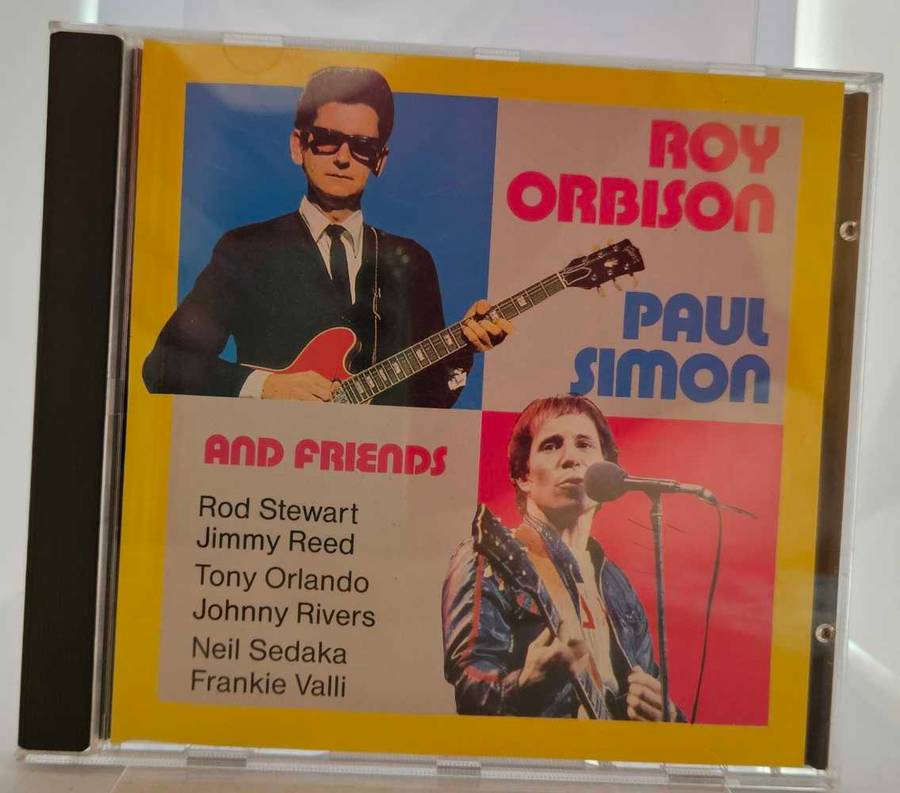 ROY
ORBISON
PAUL
SIMON
AND FRIENDS
Rod Stewart
Jimmy Reed
Tony Orlando
Johnny Rivers
Neil Sedaka
Frankie Valli